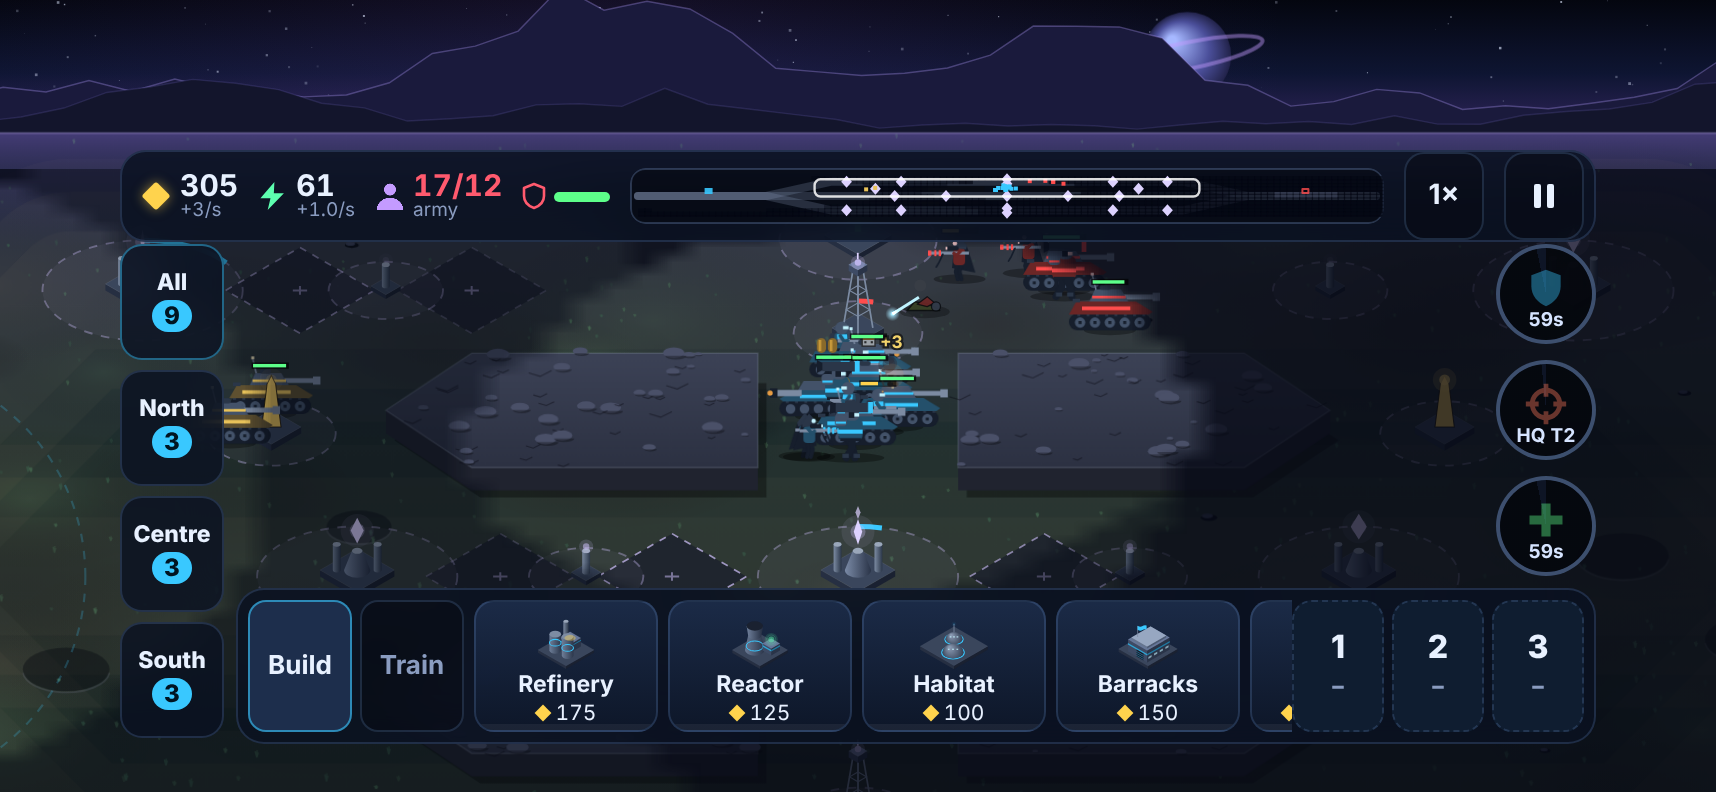 305
+3/s
61
+1.0/s
17/12
army
1×
All
9
North
3
Centre
3
South
3
+3
59s
HQ T2
59s
Build
Train
Refinery
175
Reactor
125
Habitat
100
Barracks
150
1
–
2
–
3
–